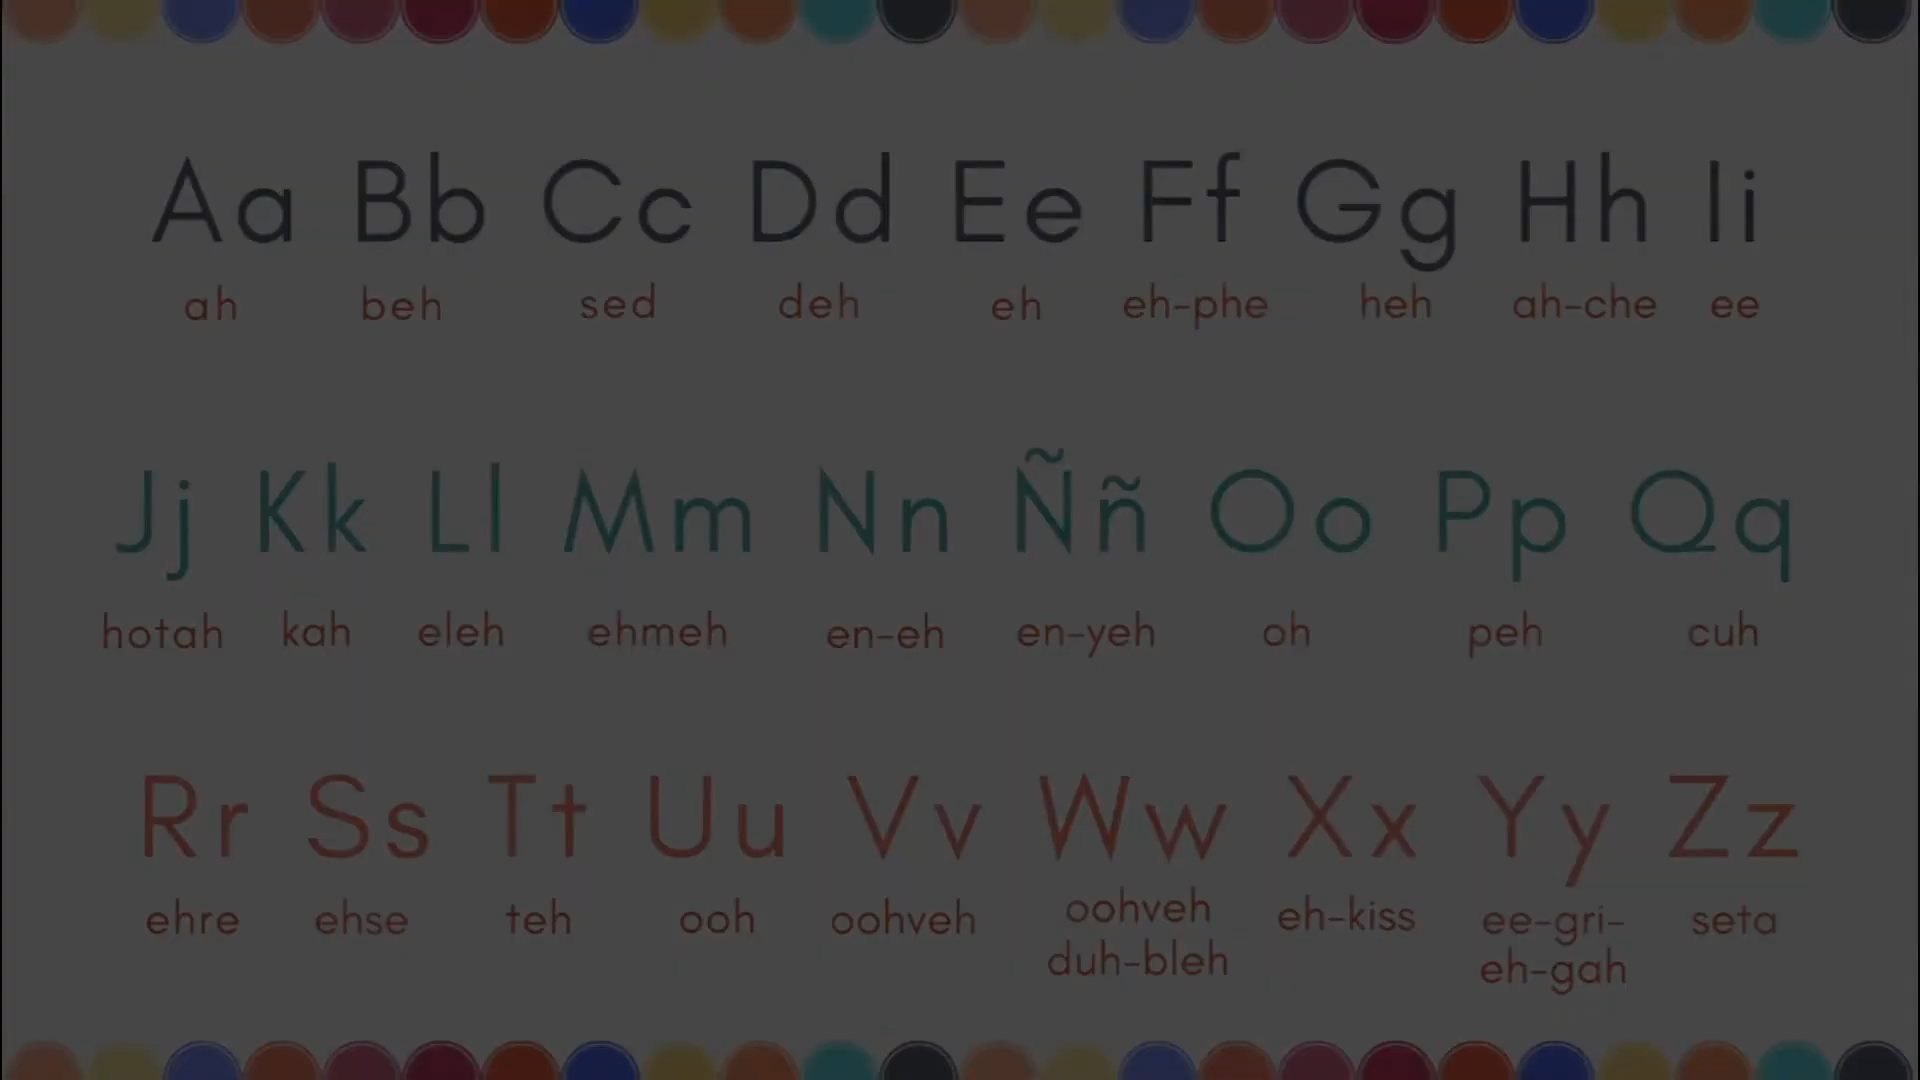 Aa Bb Cc Dd Ee Ff Gg Hh Ii
ah beh sed deh eh eh-phe heh ah-che ee
Jj Kk Ll Mm Nn Ññ Oo Pp Qq
hotah kah eleh ehmeh en-eh en-yeh oh peh cuh
Rr Ss Tt Uu Vv Ww Xx Yy Zz
ehre ehse teh ooh oohveh oohveh eh-kiss ee-gri- seta
duh-bleh eh-gah